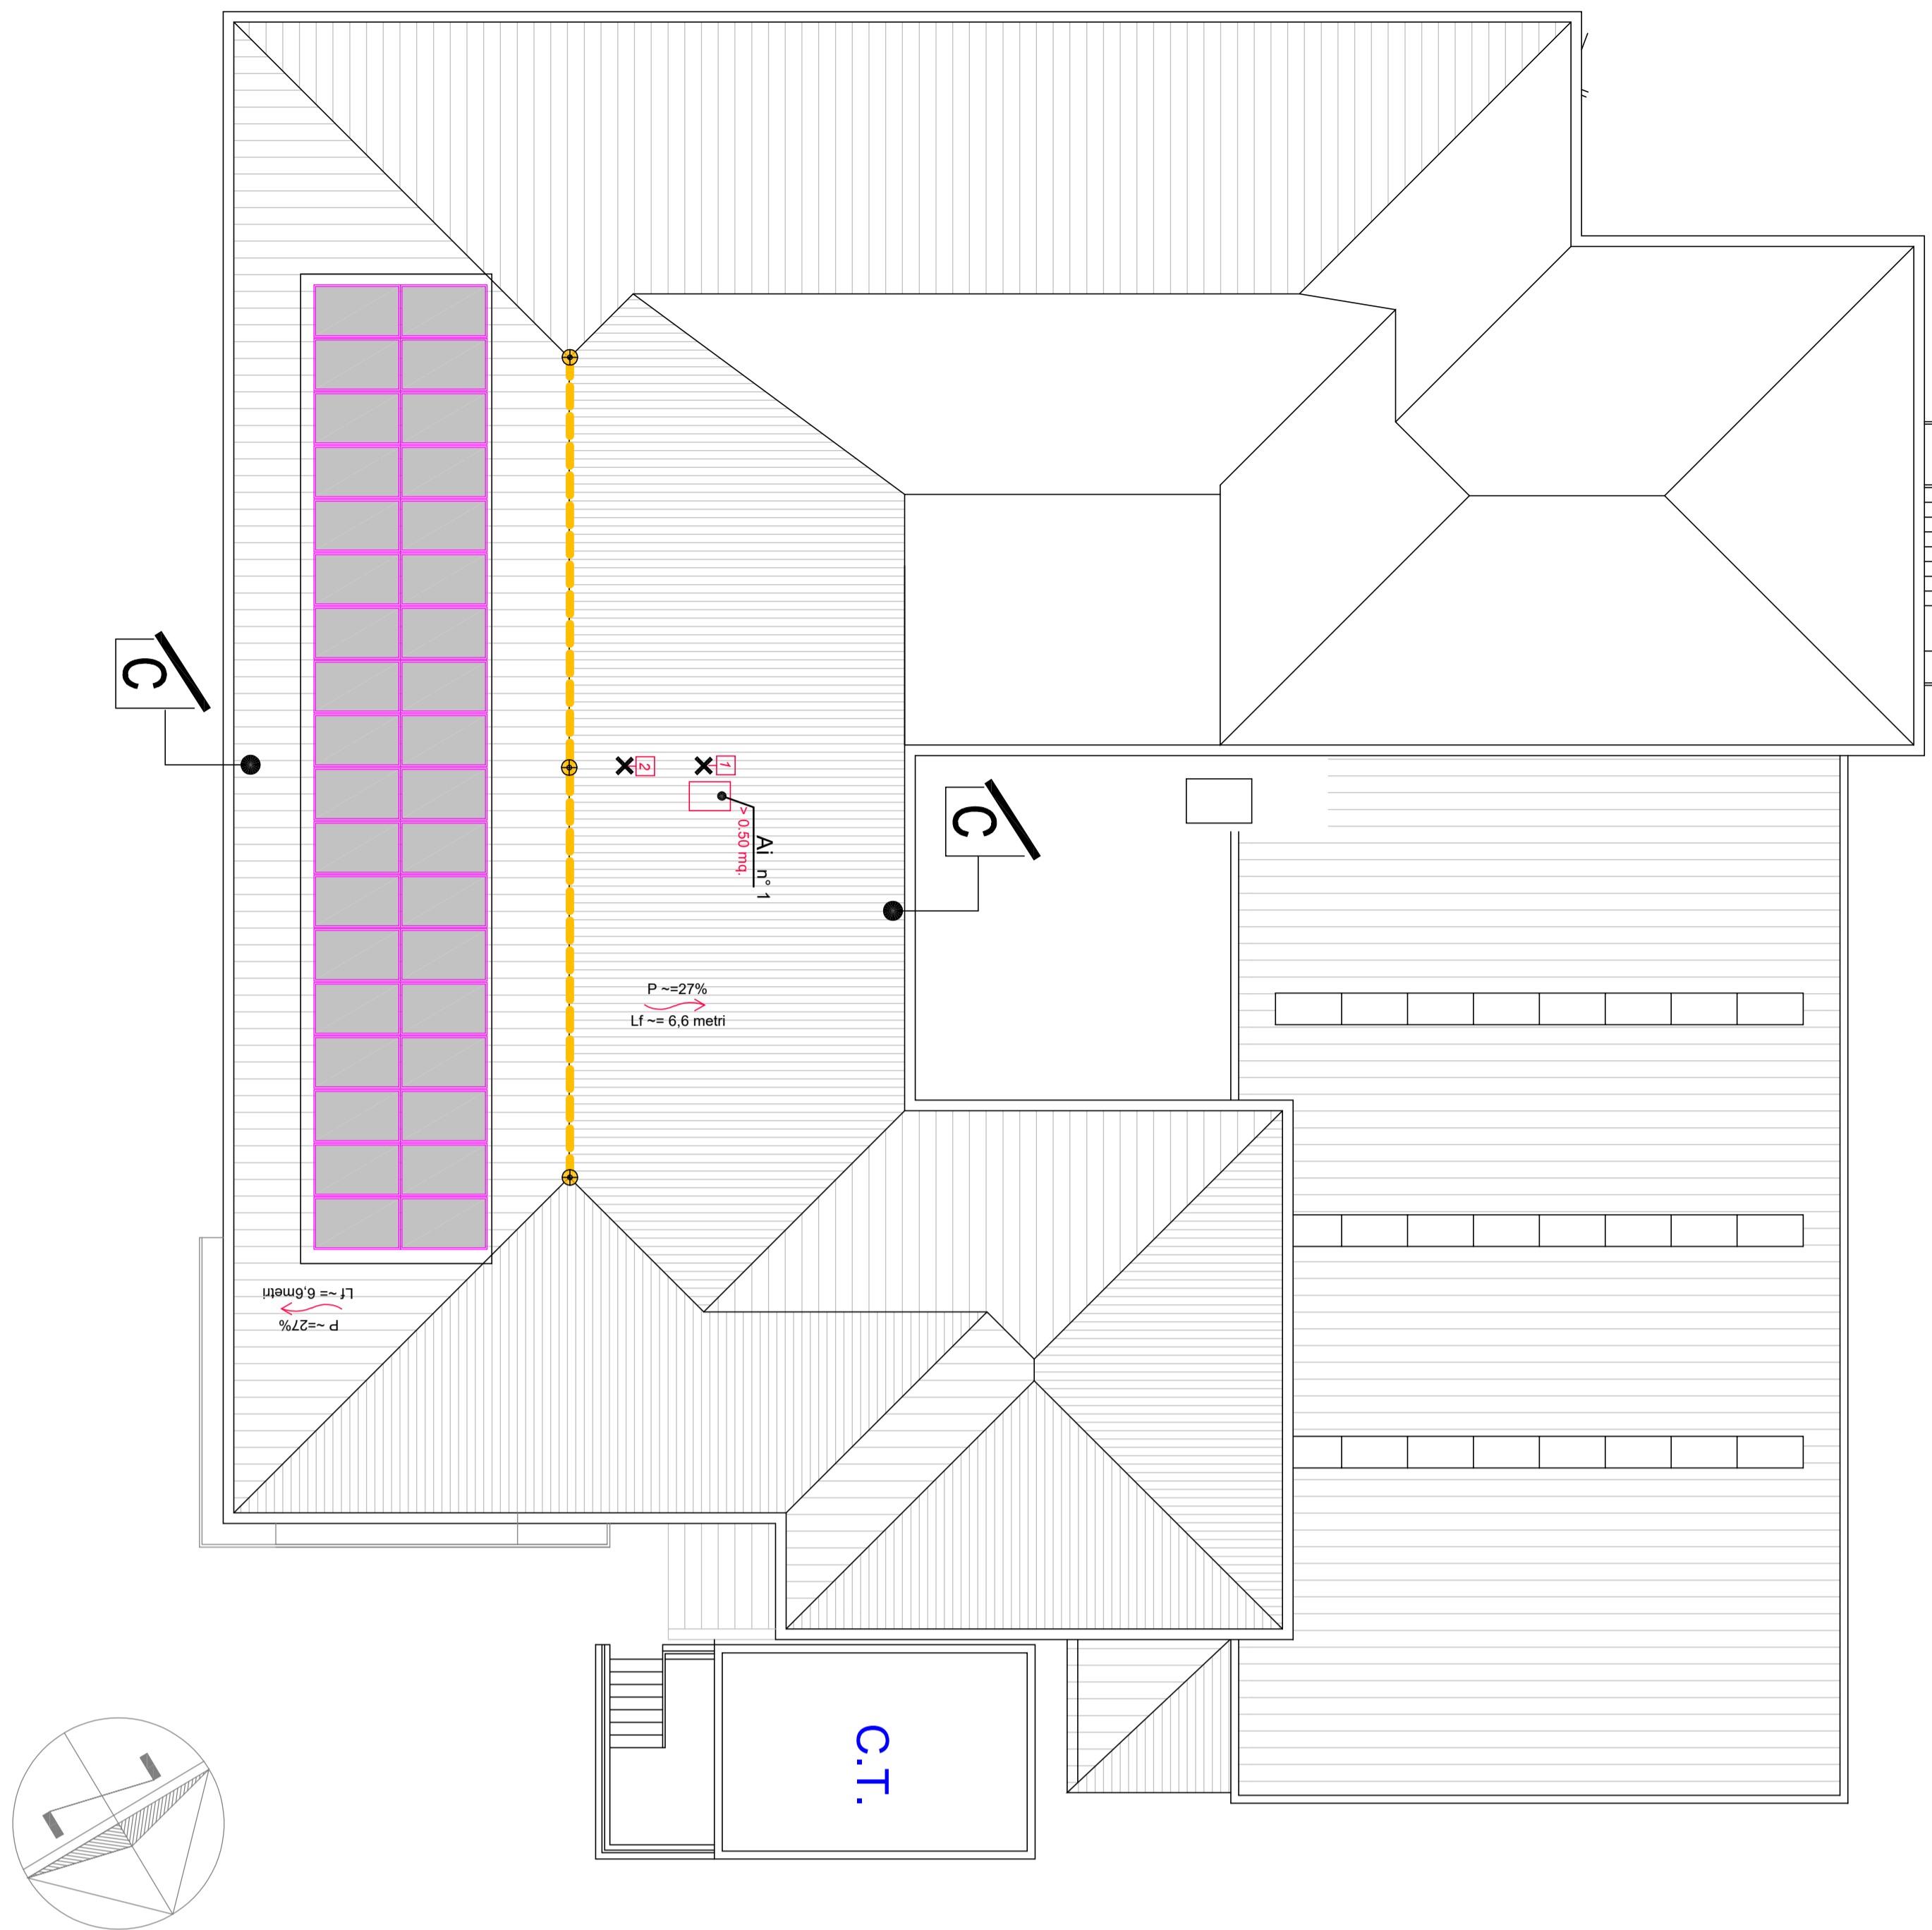 C
2
1
> 0.50 mq.
Ai n° 1
C
P ~=27%
Lf ~= 6,6 metri
P ~=27%
Lf ~= 6,6metri
C.T.